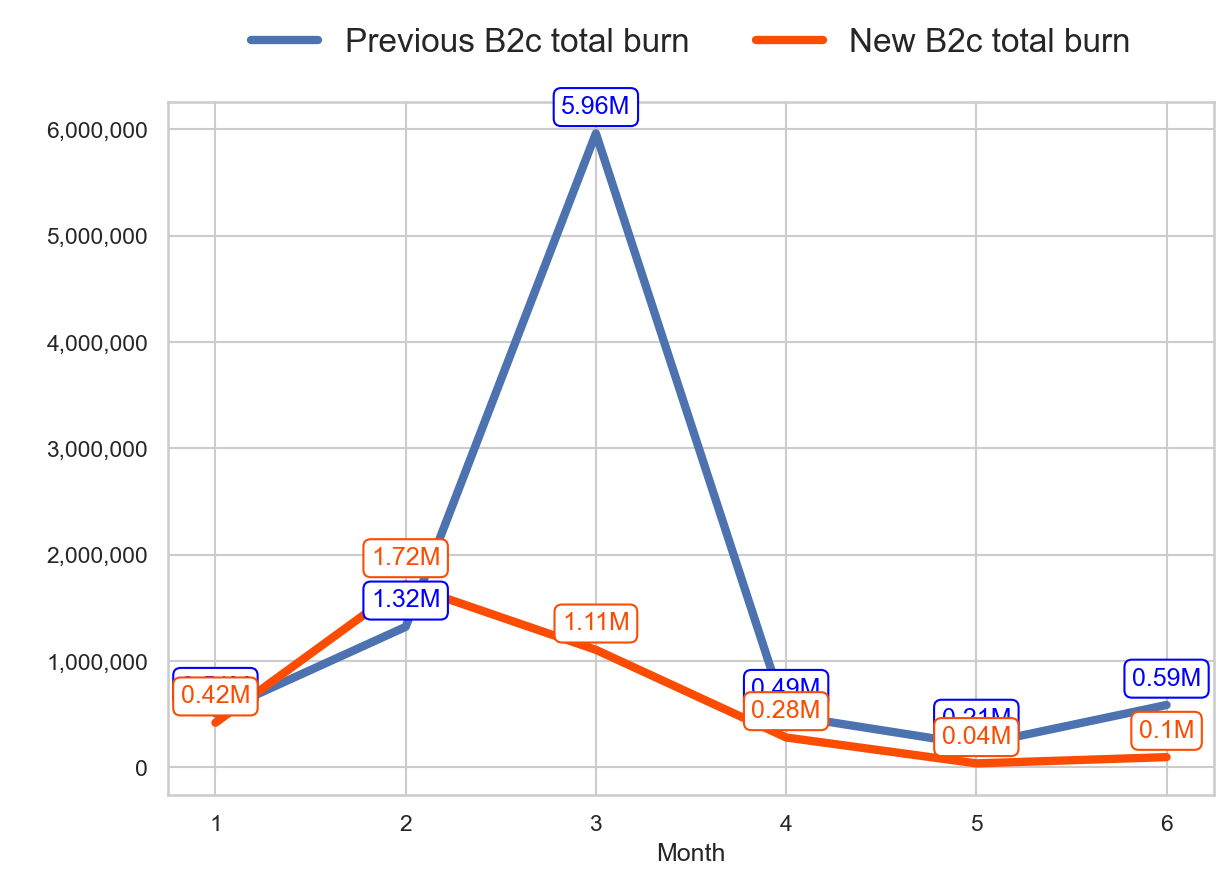 Previous B2c total burn New B2c total burn
5.96M
6,000,000
5,000,000
4,000,000
3,000,000
2,000,000
1.72M
1.32M
1.11M
1,000,000
0.42M
0.49M
0.28M
0.21M
0.04M
0.59M
0.1M
0
1 2 3 4 5 6
Month